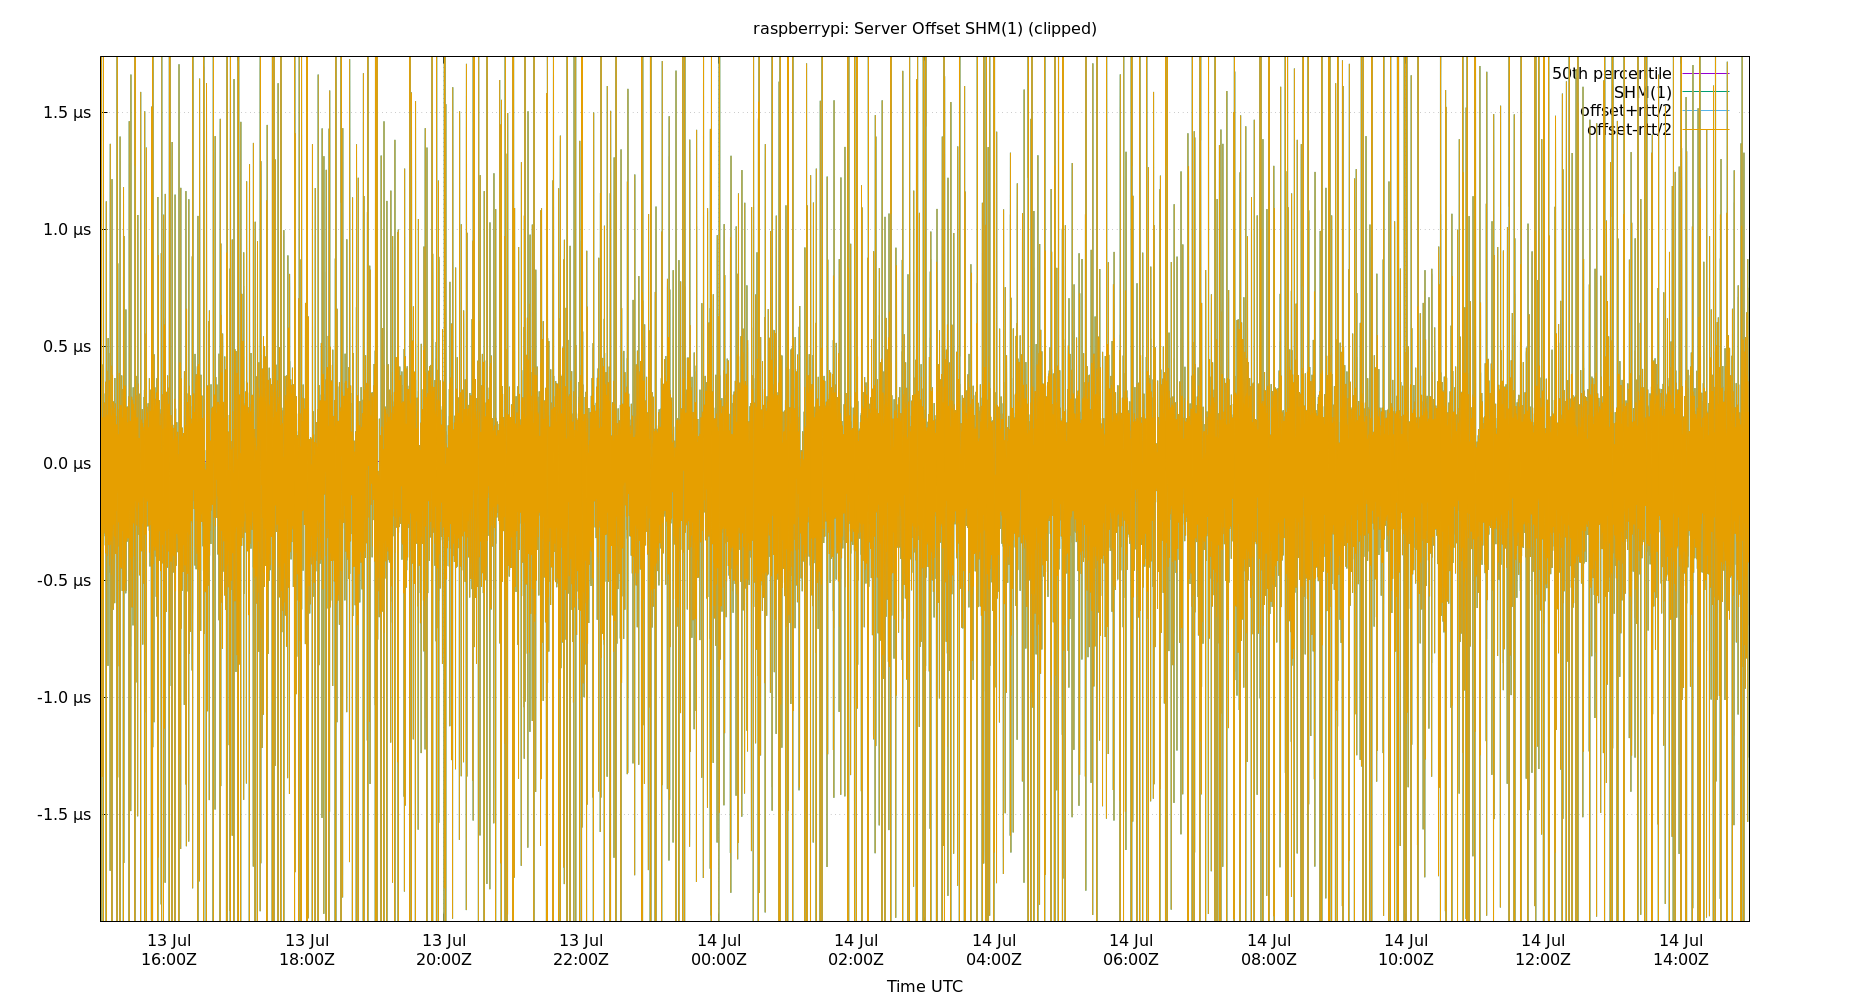 raspberrypi: Server Offset SHM(1) (clipped)
50th percentile
SHM(1)
offset+rtt/2
offset-rtt/2
1.5 µs
1.0 µs
0.5 µs
0.0 µs
-0.5 µs
-1.0 µs
-1.5 µs
13 Jul 13 Jul 13 Jul 13 Jul 14 Jul 14 Jul 14 Jul 14 Jul 14 Jul 14 Jul 14 Jul 14 Jul
16:00Z 18:00Z 20:00Z 22:00Z 00:00Z 02:00Z 04:00Z 06:00Z 08:00Z 10:00Z 12:00Z 14:00Z
Time UTC